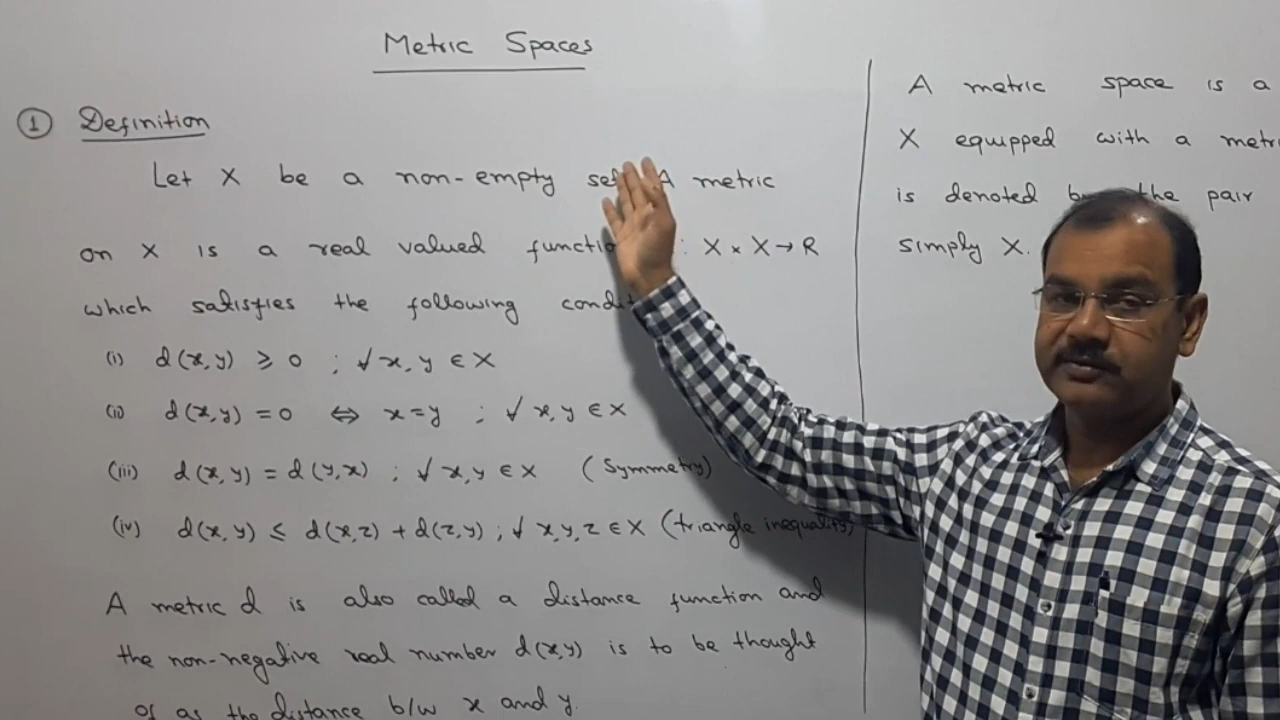 Metric Spaces
① Definition
Let X be a non-empty set A metric
on X is a real valued : X × X → R
which satisfies the following
(i) d(x,y) ≥ 0 ; ∀ x, y ∈ X
(ii) d(x,y) = 0 ⇔ x=y ; ∀ x,y ∈ X
(iii) d(x,y) = d(y,x) ; ∀ x,y ∈ X (Symmetry)
(iv) d(x,y) ≤ d(x,z) + d(z,y) ; ∀ x,y,z ∈ X (triangle inequality)
A metric d is also called a distance function and
the non-negative real number d(x,y) is to be thought
of as the distance b/w x and y.
A metric space is a
X equipped with a metri
is denoted the pair
simply X.